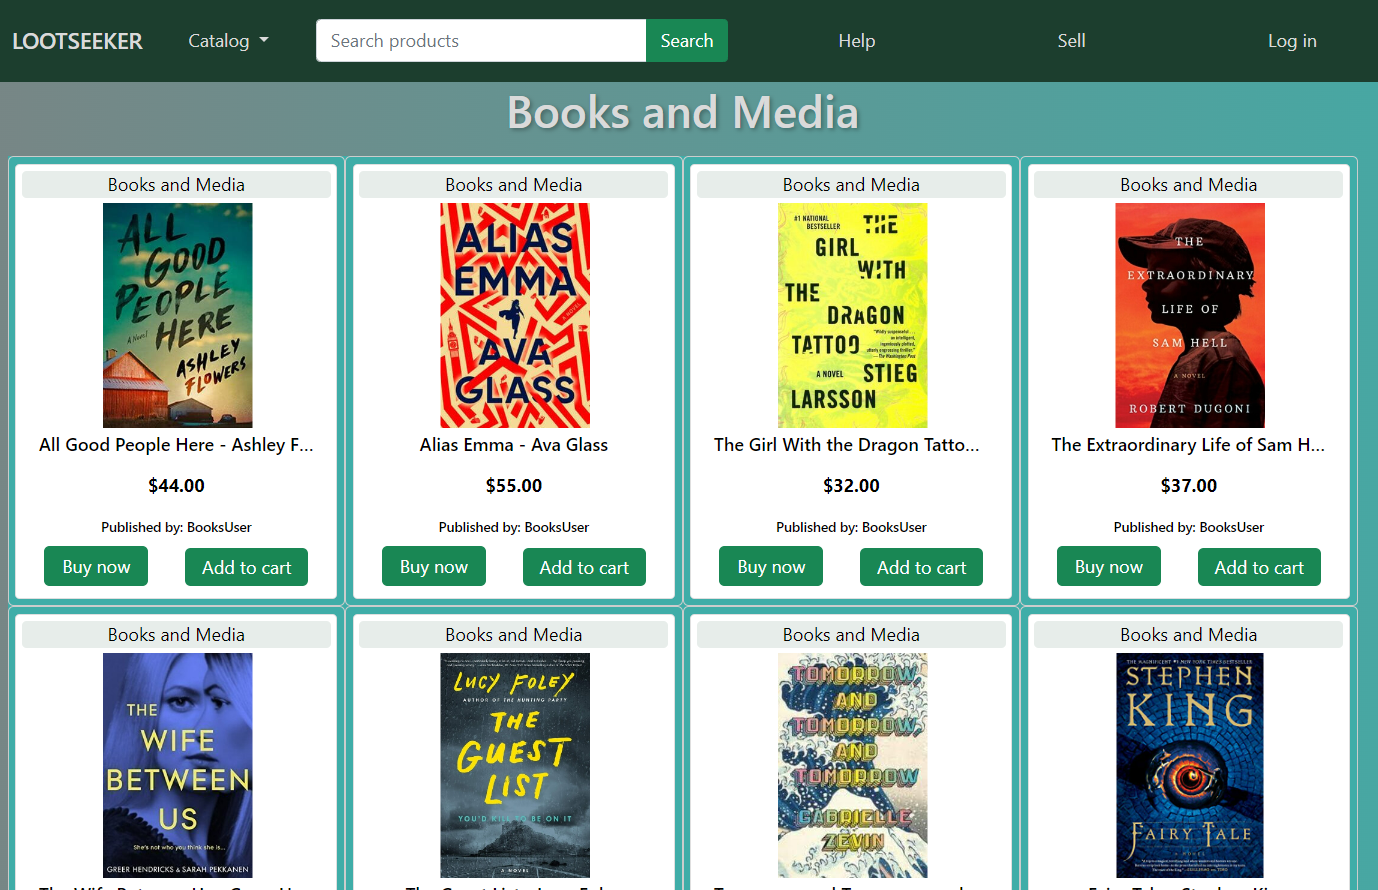 LOOTSEEKER Catalog Search products Search Help Sell Log in
Books and Media
Books and Media
ALL
GOOD
PEOPLE
HERE
A Novel
ASHLEY
FLOWERS
All Good People Here - Ashley F...
$44.00
Published by: BooksUser
Buy now Add to cart
Books and Media
ALIAS
EMMA
A NOVEL
AVA
GLASS
Alias Emma - Ava Glass
$55.00
Published by: BooksUser
Buy now Add to cart
Books and Media
#1 NATIONAL
BESTSELLER
THE
GIRL
WITH
THE
DRAGON
TATTOO
A NOVEL
STIEG
LARSSON
The Girl With the Dragon Tatto...
$32.00
Published by: BooksUser
Buy now Add to cart
Books and Media
THE
EXTRAORDINARY
LIFE OF
SAM HELL
A NOVEL
ROBERT DUGONI
The Extraordinary Life of Sam H...
$37.00
Published by: BooksUser
Buy now Add to cart
Books and Media
THE
WIFE
BETWEEN
US
She's not who you think she is...
GREER HENDRICKS & SARAH PEKKANEN
Books and Media
LUCY FOLEY
AUTHOR OF THE HUNTING PARTY
THE
GUEST
LIST
YOU'D KILL TO BE ON IT
A NOVEL
Books and Media
TOMORROW
AND
TOMORROW,
AND
TOMORROW
GABRIELLE
ZEVIN
Books and Media
THE MAGNIFICENT #1 NEW YORK TIMES BESTSELLER
STEPHEN
KING
FAIRY TALE
A NOVEL